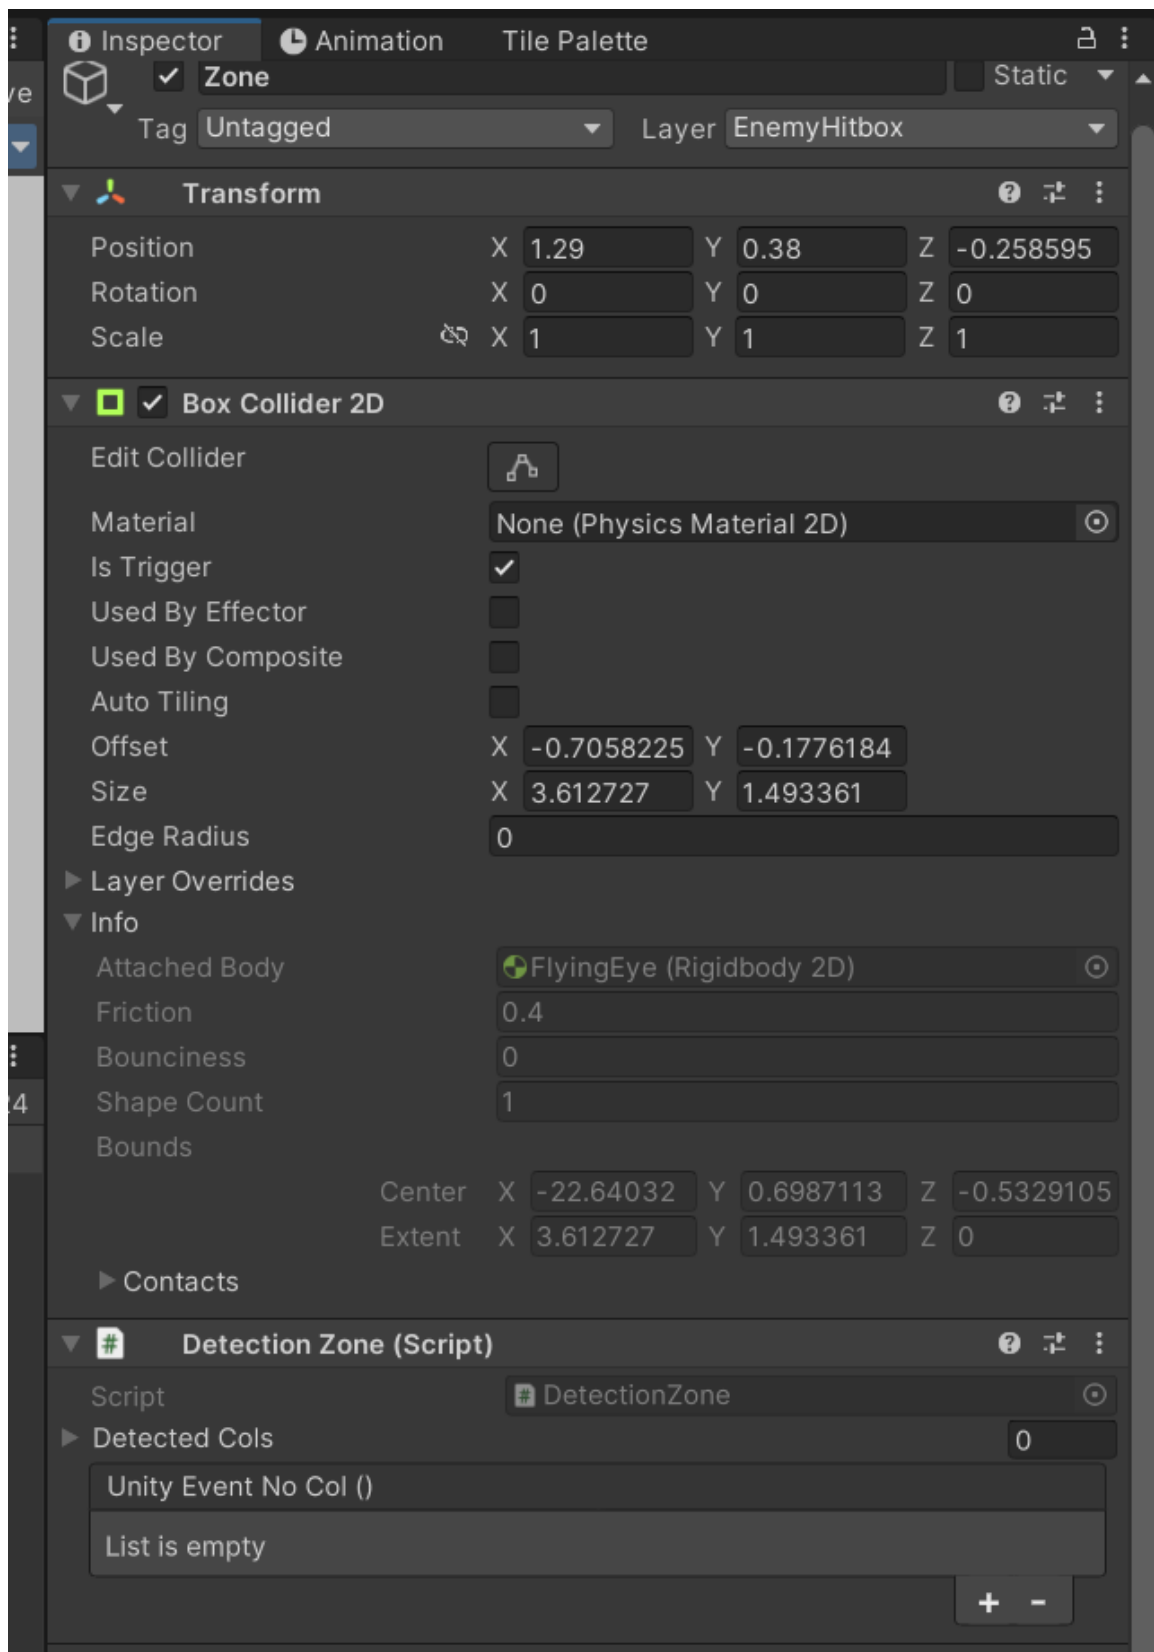 Inspector Animation Tile Palette
Zone Static
Tag Untagged Layer EnemyHitbox
Transform
Position X 1.29 Y 0.38 Z -0.258595
Rotation X 0 Y 0 Z 0
Scale X 1 Y 1 Z 1
Box Collider 2D
Edit Collider
Material None (Physics Material 2D)
Is Trigger
Used By Effector
Used By Composite
Auto Tiling
Offset X -0.7058225 Y -0.1776184
Size X 3.612727 Y 1.493361
Edge Radius 0
Layer Overrides
Info
Attached Body FlyingEye (Rigidbody 2D)
Friction 0.4
Bounciness 0
Shape Count 1
Bounds
Center X -22.64032 Y 0.6987113 Z -0.5329105
Extent X 3.612727 Y 1.493361 Z 0
Contacts
# Detection Zone (Script)
Script # DetectionZone
Detected Cols 0
Unity Event No Col ()
List is empty
+ -